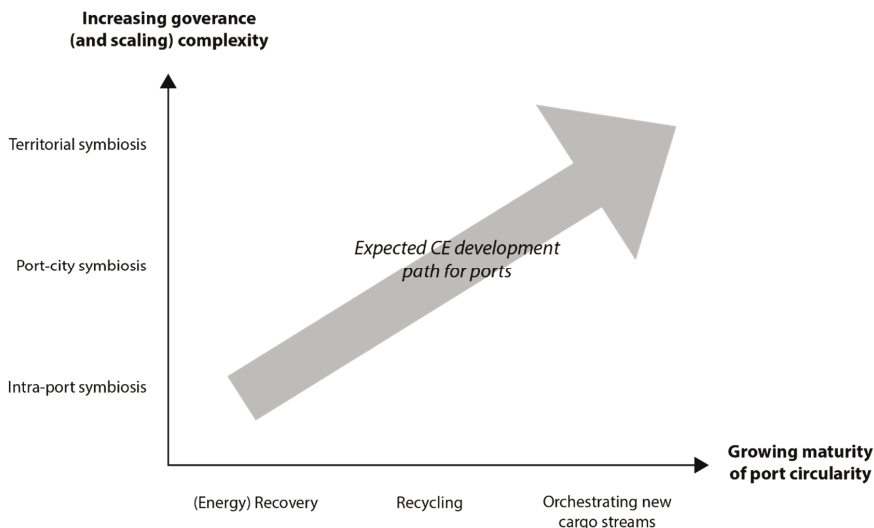 Increasing goverance
(and scaling) complexity
Territorial symbiosis
Expected CE development
path for ports
Port-city symbiosis
Intra-port symbiosis
Growing maturity
of port circularity
(Energy) Recovery
Recycling
Orchestrating new
cargo streams